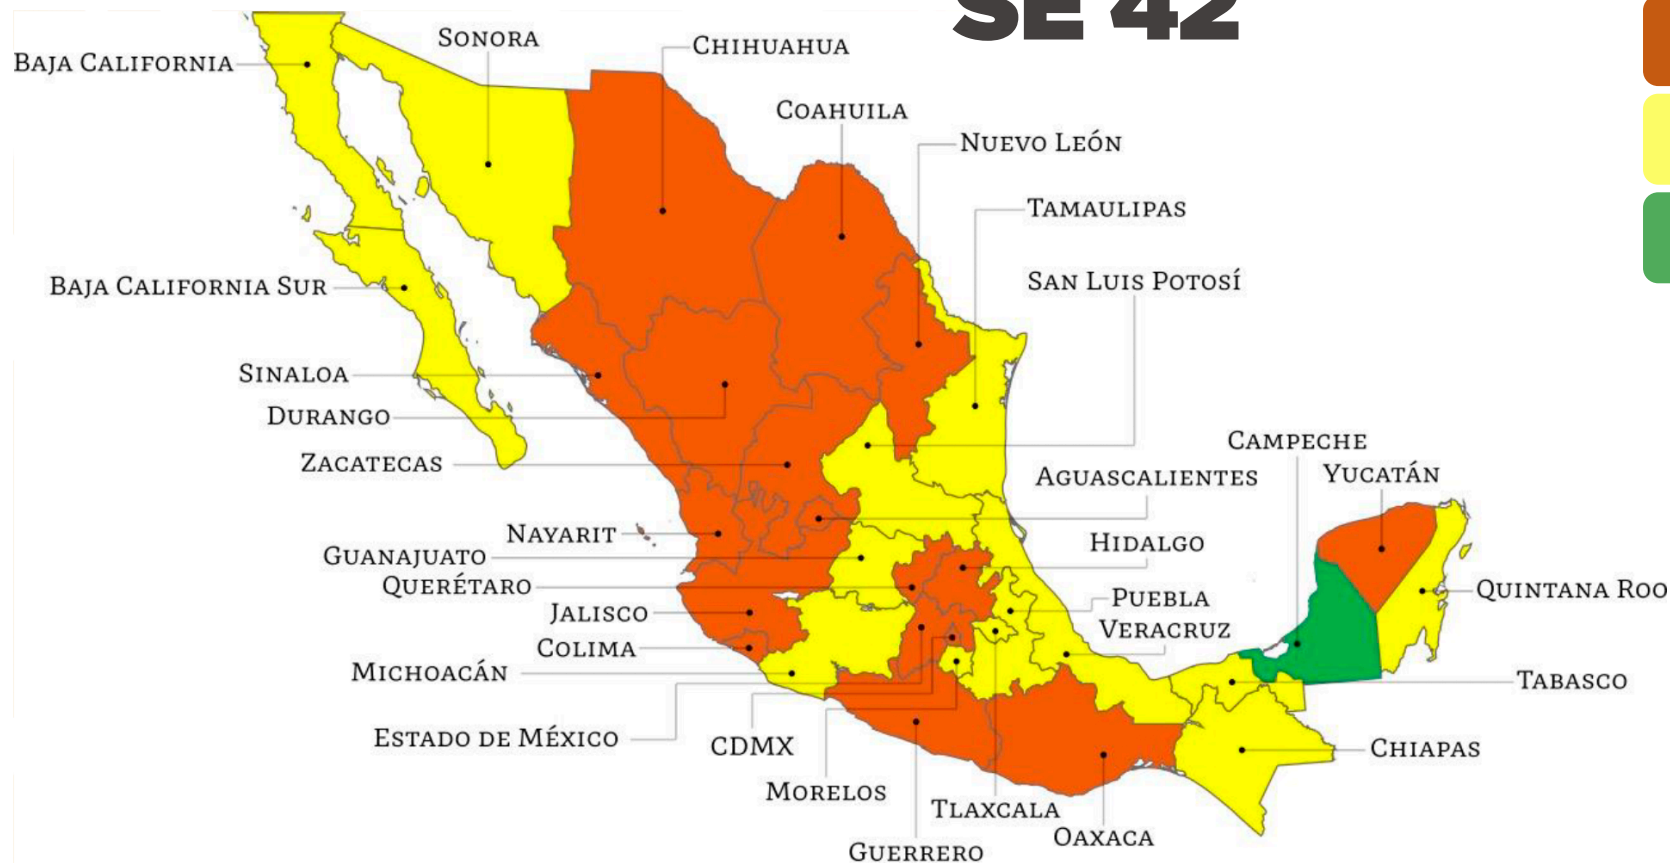 SE 42
SONORA
CHIHUAHUA
BAJA CALIFORNIA
COAHUILA
NUEVO LEÓN
TAMAULIPAS
SAN LUIS POTOSÍ
BAJA CALIFORNIA SUR
SINALOA
DURANGO
CAMPECHE
ZACATECAS
YUCATÁN
AGUASCALIENTES
NAYARIT
HIDALGO
GUANAJUATO
QUERÉTARO
QUINTANA ROO
PUEBLA
JALISCO
VERACRUZ
COLIMA
MICHOACÁN
TABASCO
ESTADO DE MÉXICO
CDMX
CHIAPAS
MORELOS
TLAXCALA
OAXACA
GUERRERO